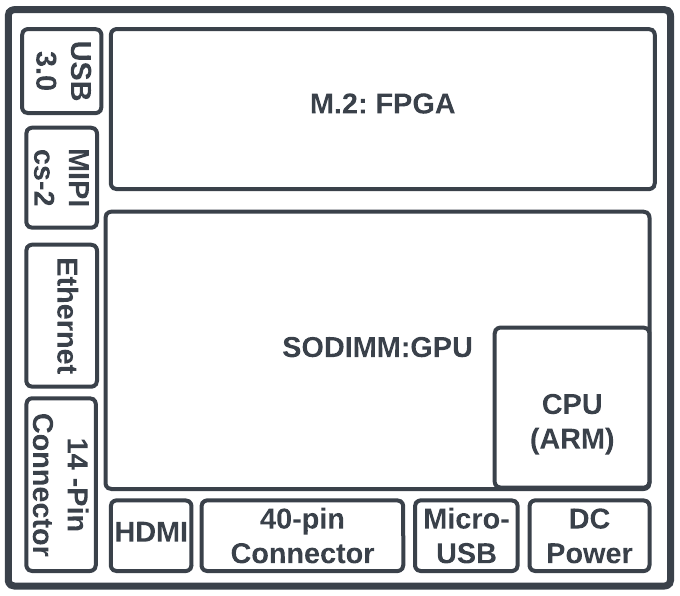 USB
3.0
M.2: FPGA
MIPI
cs-2
Ethernet
SODIMM:GPU
CPU
(ARM)
14 -Pin
Connector
HDMI
40-pin
Connector
Micro-
USB
DC
Power